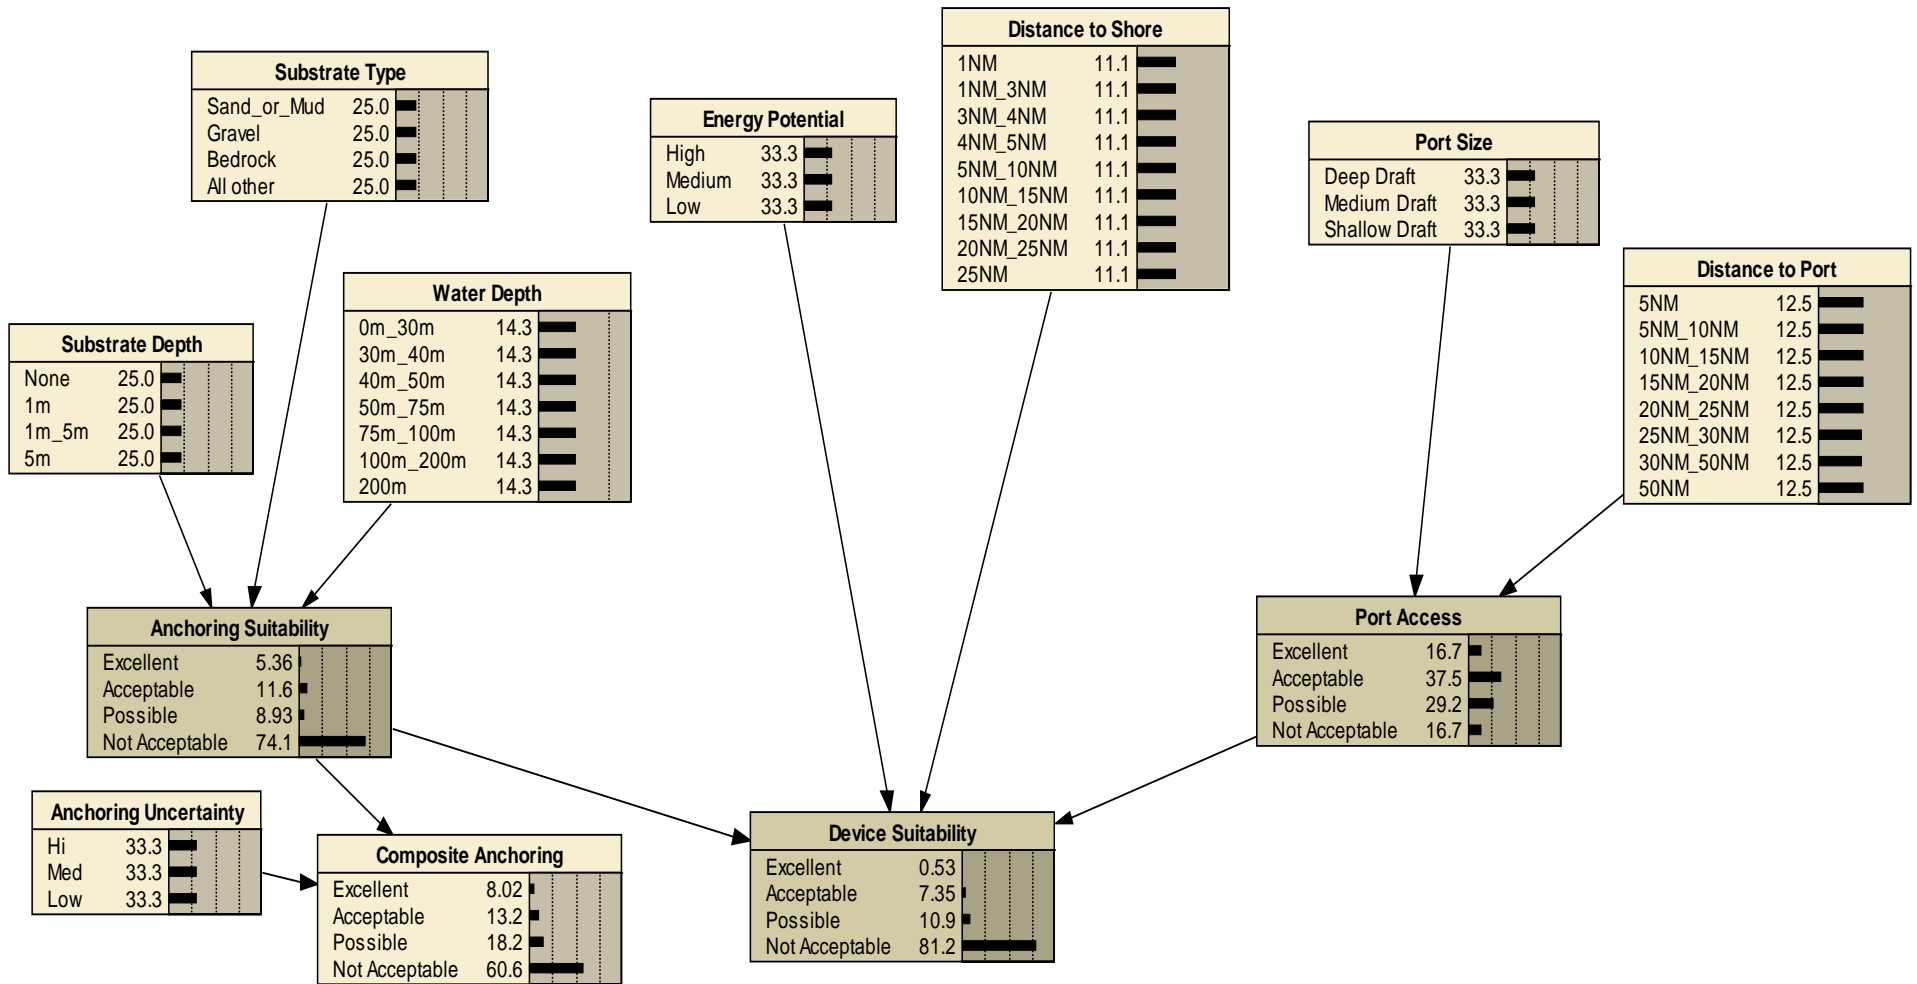 Distance to Shore
1NM 11.1
1NM_3NM 11.1
3NM_4NM 11.1
4NM_5NM 11.1
5NM_10NM 11.1
10NM_15NM 11.1
15NM_20NM 11.1
20NM_25NM 11.1
25NM 11.1
Substrate Type
Sand_or_Mud 25.0
Gravel 25.0
Bedrock 25.0
All other 25.0
Energy Potential
High 33.3
Medium 33.3
Low 33.3
Port Size
Deep Draft 33.3
Medium Draft 33.3
Shallow Draft 33.3
Distance to Port
5NM 12.5
5NM_10NM 12.5
10NM_15NM 12.5
15NM_20NM 12.5
20NM_25NM 12.5
25NM_30NM 12.5
30NM_50NM 12.5
50NM 12.5
Water Depth
0m_30m 14.3
30m_40m 14.3
40m_50m 14.3
50m_75m 14.3
75m_100m 14.3
100m_200m 14.3
200m 14.3
Substrate Depth
None 25.0
1m 25.0
1m_5m 25.0
5m 25.0
Anchoring Suitability
Excellent 5.36
Acceptable 11.6
Possible 8.93
Not Acceptable 74.1
Port Access
Excellent 16.7
Acceptable 37.5
Possible 29.2
Not Acceptable 16.7
Anchoring Uncertainty
Hi 33.3
Med 33.3
Low 33.3
Composite Anchoring
Excellent 8.02
Acceptable 13.2
Possible 18.2
Not Acceptable 60.6
Device Suitability
Excellent 0.53
Acceptable 7.35
Possible 10.9
Not Acceptable 81.2